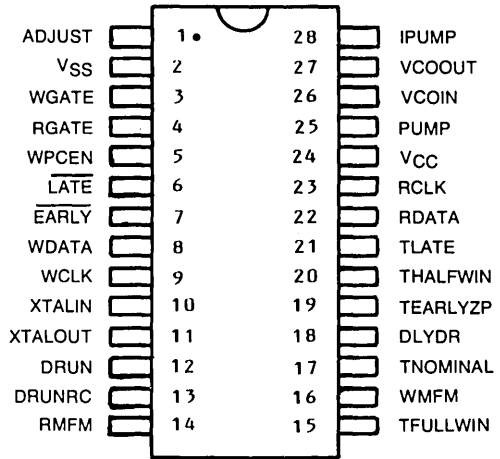 ADJUST 1 28 IPUMP
VSS 2 27 VCOOUT
WGATE 3 26 VCOIN
RGATE 4 25 PUMP
WPCEN 5 24 VCC
LATE 6 23 RCLK
EARLY 7 22 RDATA
WDATA 8 21 TLATE
WCLK 9 20 THALFWIN
XTALIN 10 19 TEARLYZP
XTALOUT 11 18 DLYDR
DRUN 12 17 TNOMINAL
DRUNRC 13 16 WMFM
RMFM 14 15 TFULLWIN